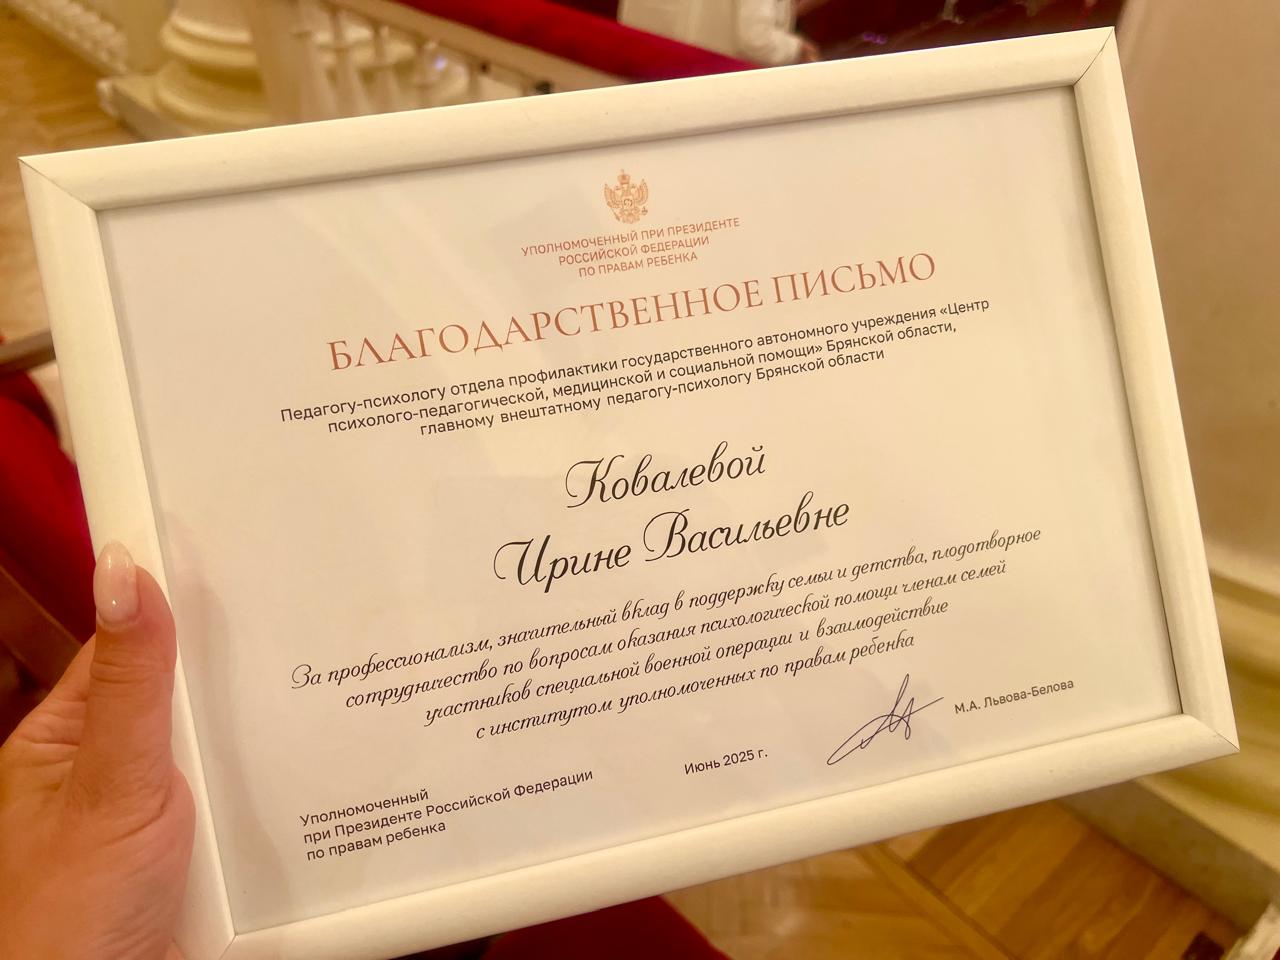 УПОЛНОМОЧЕННЫЙ ПРИ ПРЕЗИДЕНТЕ
РОССИЙСКОЙ ФЕДЕРАЦИИ
ПО ПРАВАМ РЕБЕНКА
БЛАГОДАРСТВЕННОЕ ПИСЬМО
Педагогу-психологу отдела профилактики государственного автономного учреждения «Центр
психолого-педагогической, медицинской и социальной помощи» Брянской области,
главному внештатному педагогу-психологу Брянской области
Ковалевой
Ирине Васильевне
За профессионализм, значительный вклад в поддержку семьи и детства, плодотворное
сотрудничество по вопросам оказания психологической помощи членам семей
участников специальной военной операции и взаимодействие
с институтом уполномоченных по правам ребенка
Уполномоченный
при Президенте Российской Федерации
по правам ребенка
Июнь 2025 г.
М.А. Львова-Белова